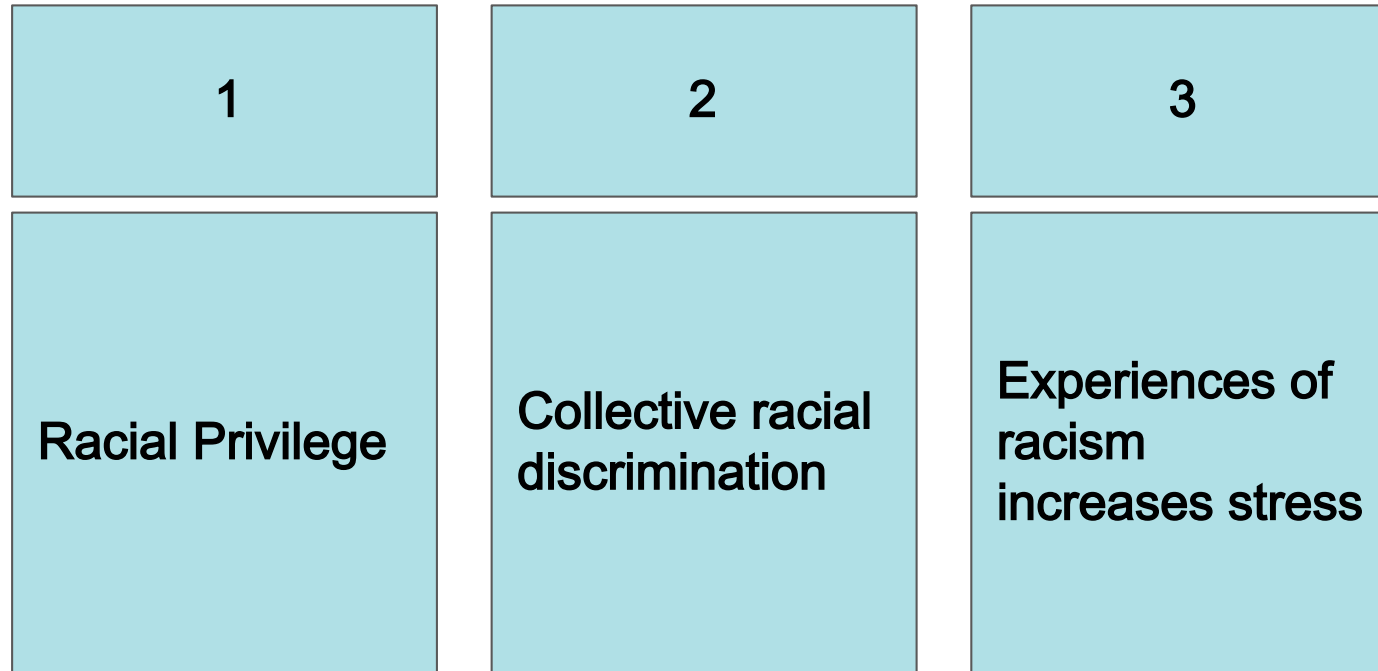 1
2
3
Racial Privilege
Collective racial
discrimination
Experiences of
racism
increases stress